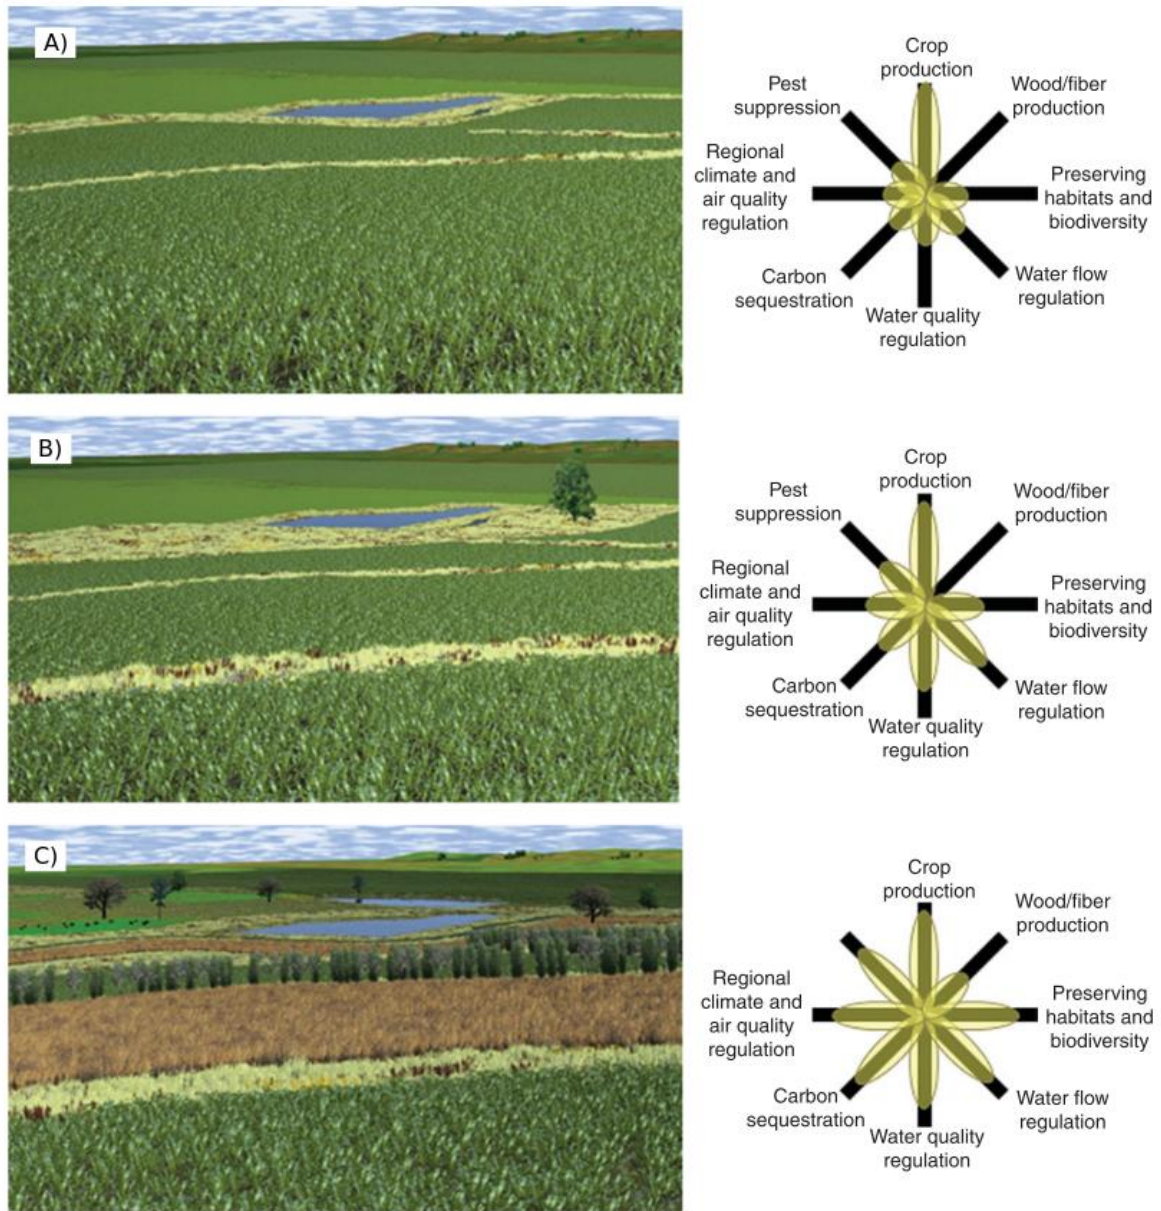 A)
Crop
production
Pest
suppression
Wood/fiber
production
Regional
climate and
air quality
regulation
Preserving
habitats and
biodiversity
Carbon
sequestration
Water flow
regulation
Water quality
regulation
B)
Crop
production
Pest
suppression
Wood/fiber
production
Regional
climate and
air quality
regulation
Preserving
habitats and
biodiversity
Carbon
sequestration
Water flow
regulation
Water quality
regulation
C)
Crop
production
Wood/fiber
production
Regional
climate and
air quality
regulation
Preserving
habitats and
biodiversity
Carbon
sequestration
Water flow
regulation
Water quality
regulation